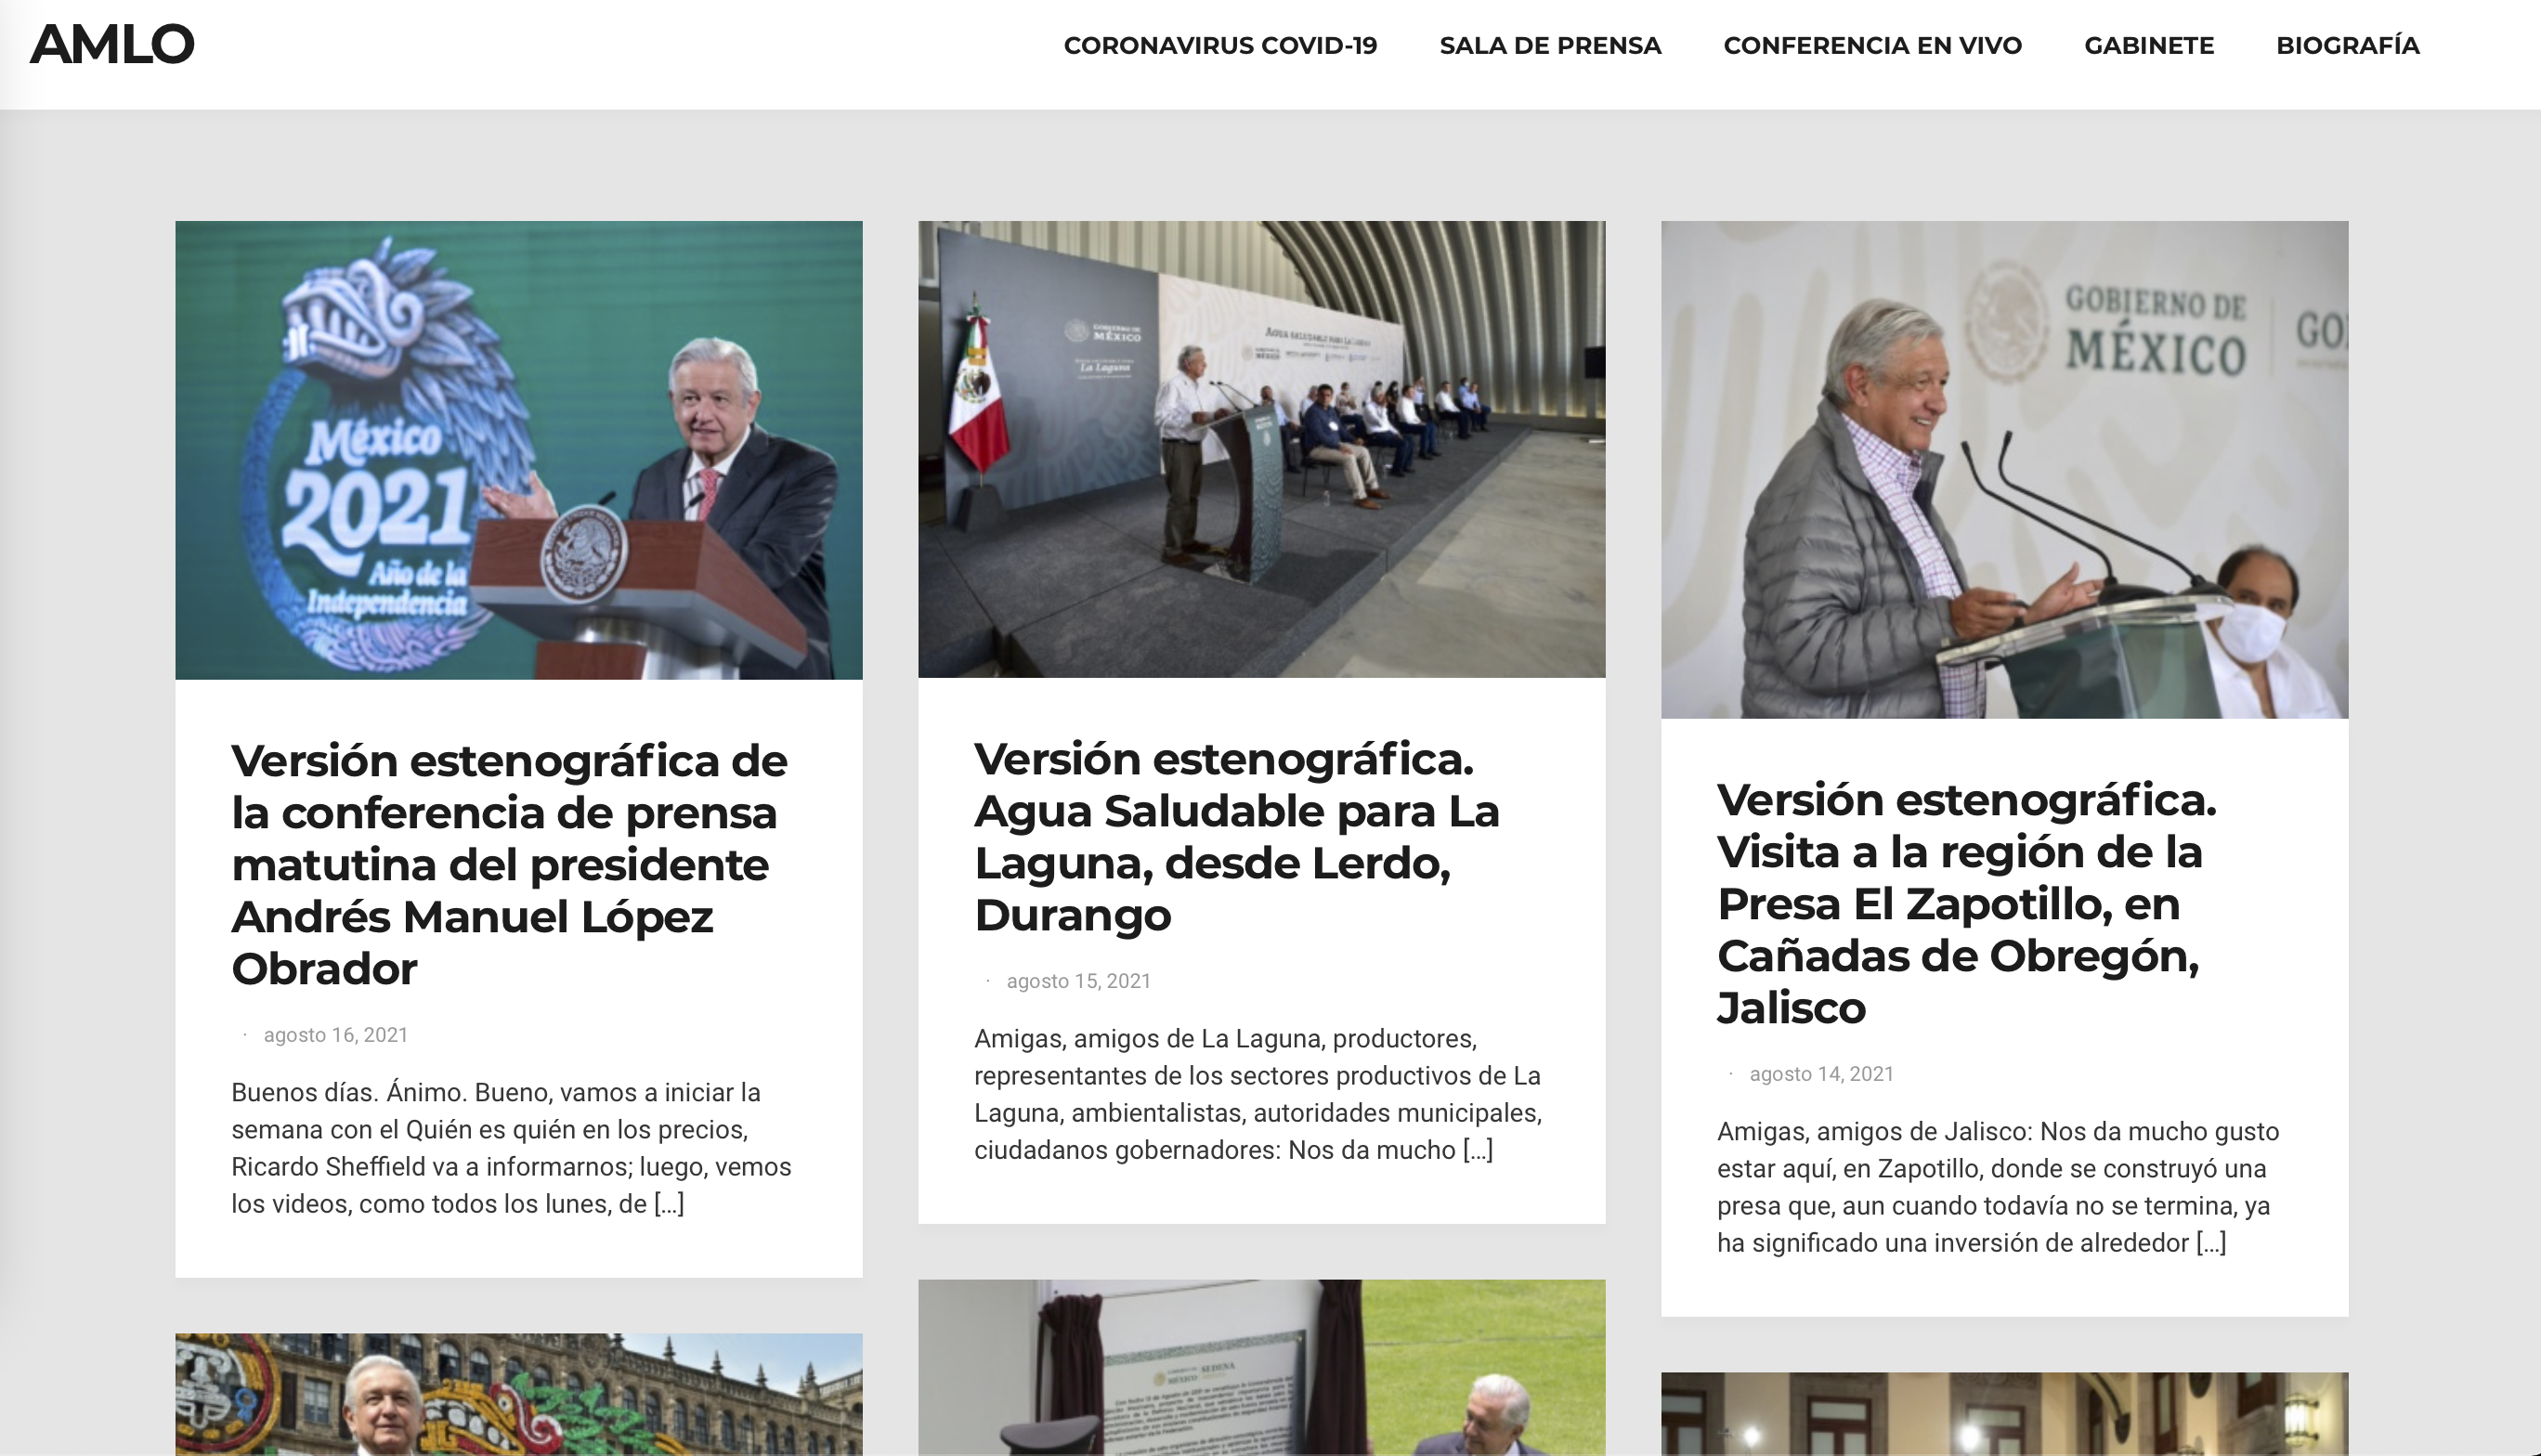 AMLO
CORONAVIRUS COVID-19
SALA DE PRENSA
CONFERENCIA EN VIVO
GABINETE
BIOGRAFÍA
México
2021
Año de la
Independencia
Versión estenográfica de
la conferencia de prensa
matutina del presidente
Andrés Manuel López
Obrador
· agosto 16, 2021
Buenos días. Ánimo. Bueno, vamos a iniciar la
semana con el Quién es quién en los precios,
Ricardo Sheffield va a informarnos; luego, vemos
los videos, como todos los lunes, de [...]
GOBIERNO DE
MÉXICO
La Laguna
AGUA SALUDABLE PARA LA LAGUNA
Versión estenográfica.
Agua Saludable para La
Laguna, desde Lerdo,
Durango
· agosto 15, 2021
Amigas, amigos de La Laguna, productores,
representantes de los sectores productivos de La
Laguna, ambientalistas, autoridades municipales,
ciudadanos gobernadores: Nos da mucho [...]
GOBIERNO DE
MÉXICO
GO
Versión estenográfica.
Visita a la región de la
Presa El Zapotillo, en
Cañadas de Obregón,
Jalisco
· agosto 14, 2021
Amigas, amigos de Jalisco: Nos da mucho gusto
estar aquí, en Zapotillo, donde se construyó una
presa que, aun cuando todavía no se termina, ya
ha significado una inversión de alrededor [...]
GOBIERNO DE
MÉXICO
SEDENA